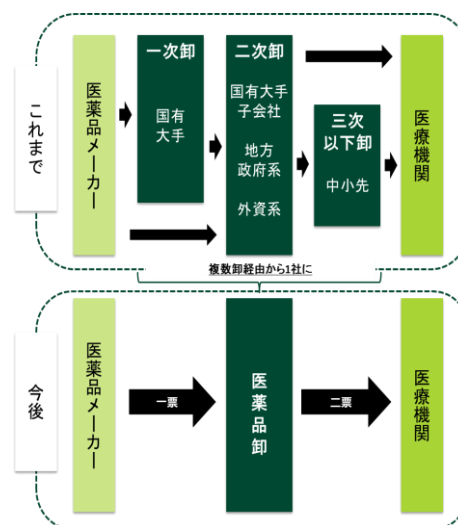 これまで
医薬品メーカー
一次卸
国有
大手
二次卸
国有大手
子会社
地方
政府系
外資系
三次
以下卸
中小先
医療機関
複数卸経由から1社に
今後
医薬品メーカー
一票
医薬品卸
二票
医療機関